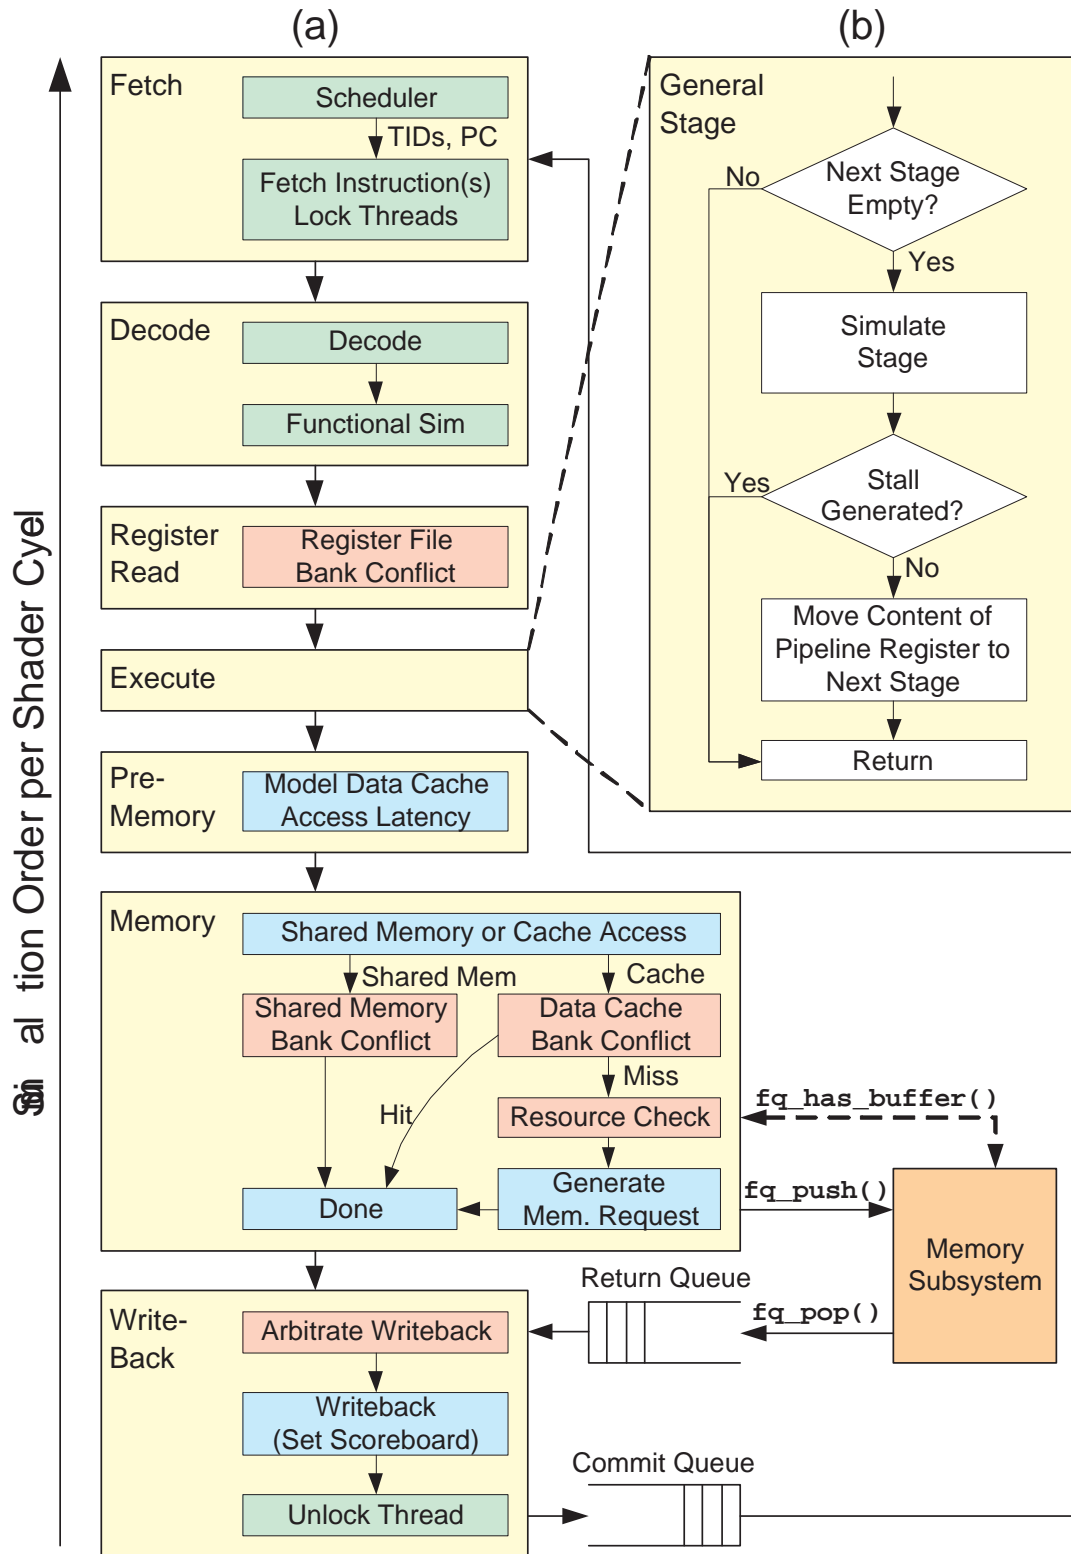 (a)
(b)
Fetch
Scheduler
TIDs, PC
Fetch Instruction(s)
Lock Threads
Decode
Decode
Functional Sim
Register
Read
Register File
Bank Conflict
Execute
Pre-
Memory
Model Data Cache
Access Latency
Memory
Shared Memory or Cache Access
Shared Mem
Cache
Shared Memory
Bank Conflict
Data Cache
Bank Conflict
Miss
Hit
Resource Check
Done
Generate
Mem. Request
Write-
Back
Arbitrate Writeback
Writeback
(Set Scoreboard)
Unlock Thread
General
Stage
Next Stage
Empty?
No
Yes
Simulate
Stage
Stall
Generated?
Yes
No
Move Content of
Pipeline Register to
Next Stage
Return
fq_has_buffer()
fq_push()
Memory
Subsystem
Return Queue
fq_pop()
Commit Queue
tion Order per Shader Cyel